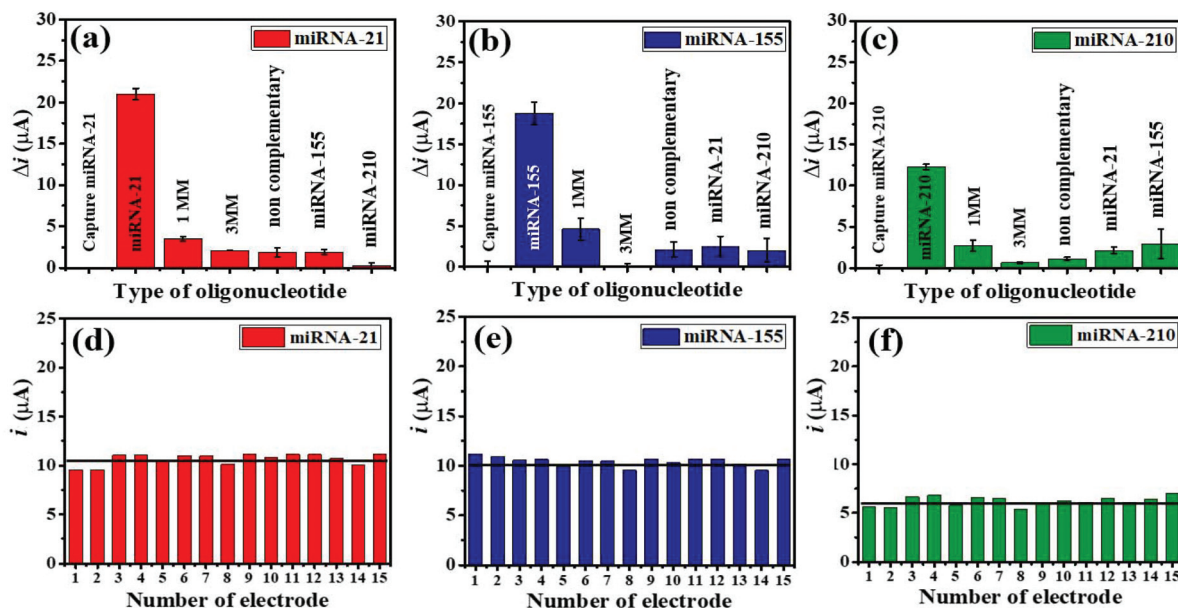 (a)
miRNA-21
30
25
20
15
10
5
0
Δi (μA)
Capture miRNA-21
miRNA-21
1 MM
3MM
non complementary
miRNA-155
miRNA-210
Type of oligonucleotide
(b)
miRNA-155
30
25
20
15
10
5
0
Δi (μA)
Capture miRNA-155
miRNA-155
1MM
3MM
non complementary
miRNA-21
miRNA-210
Type of oligonucleotide
(c)
miRNA-210
30
25
20
15
10
5
0
Δi (μA)
Capture miRNA-210
miRNA-210
1MM
3MM
non complementary
miRNA-21
miRNA-155
Type of oligonucleotide
(d)
miRNA-21
25
20
15
10
5
0
i (μA)
1 2 3 4 5 6 7 8 9 10 11 12 13 14 15
Number of electrode
(e)
miRNA-155
25
20
15
10
5
0
i (μA)
1 2 3 4 5 6 7 8 9 10 11 12 13 14 15
Number of electrode
(f)
miRNA-210
25
20
15
10
5
0
i (μA)
1 2 3 4 5 6 7 8 9 10 11 12 13 14 15
Number of electrode